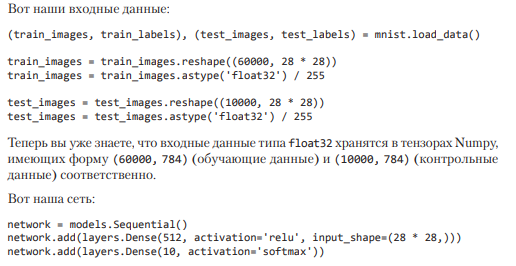 Вот наши входные данные:
(train_images, train_labels), (test_images, test_labels) = mnist.load_data()
train_images = train_images.reshape((60000, 28 * 28))
train_images = train_images.astype('float32') / 255
test_images = test_images.reshape((10000, 28 * 28))
test_images = test_images.astype('float32') / 255
Теперь вы уже знаете, что входные данные типа float32 хранятся в тензорах Numpy,
имеющих форму (60000, 784) (обучающие данные) и (10000, 784) (контрольные
данные) соответственно.
Вот наша сеть:
network = models.Sequential()
network.add(layers.Dense(512, activation='relu', input_shape=(28 * 28,)))
network.add(layers.Dense(10, activation='softmax'))